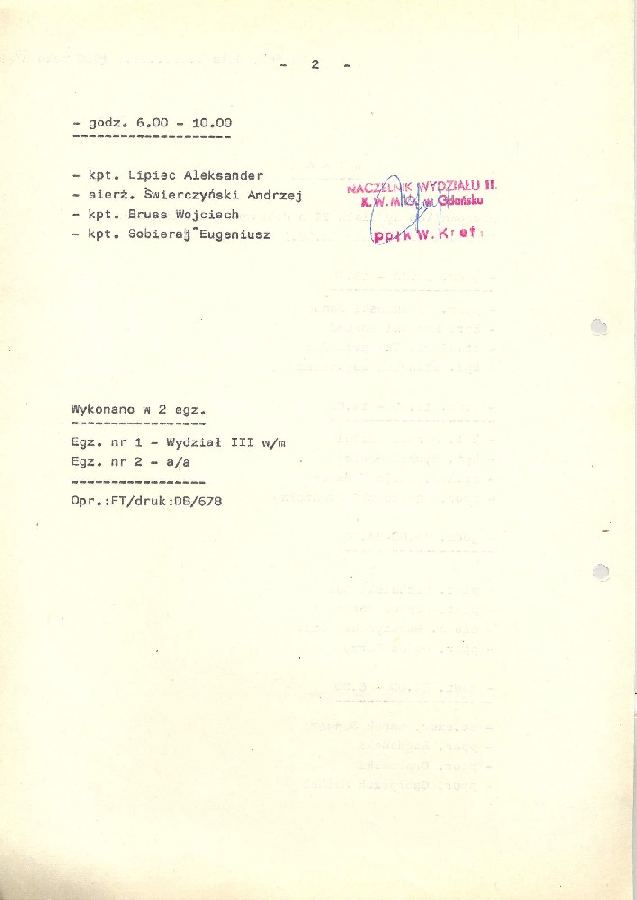 - 2 -
- godz. 6.00 - 10.00
--------------------
- kpt. Lipiec Aleksander
- sierż. Świerczyński Andrzej
- kpt. Bruss Wojciech
- kpt. Sobieraj Eugeniusz
NACZELNIK WYDZIAŁU II.
K.W.M.O. w Gdańsku
ppłk W. Kref
Wykonano w 2 egz.
-----------------
Egz. nr 1 - Wydział III w/m
Egz. nr 2 - a/a
-----------------
Opr.:FT/druk:DB/678